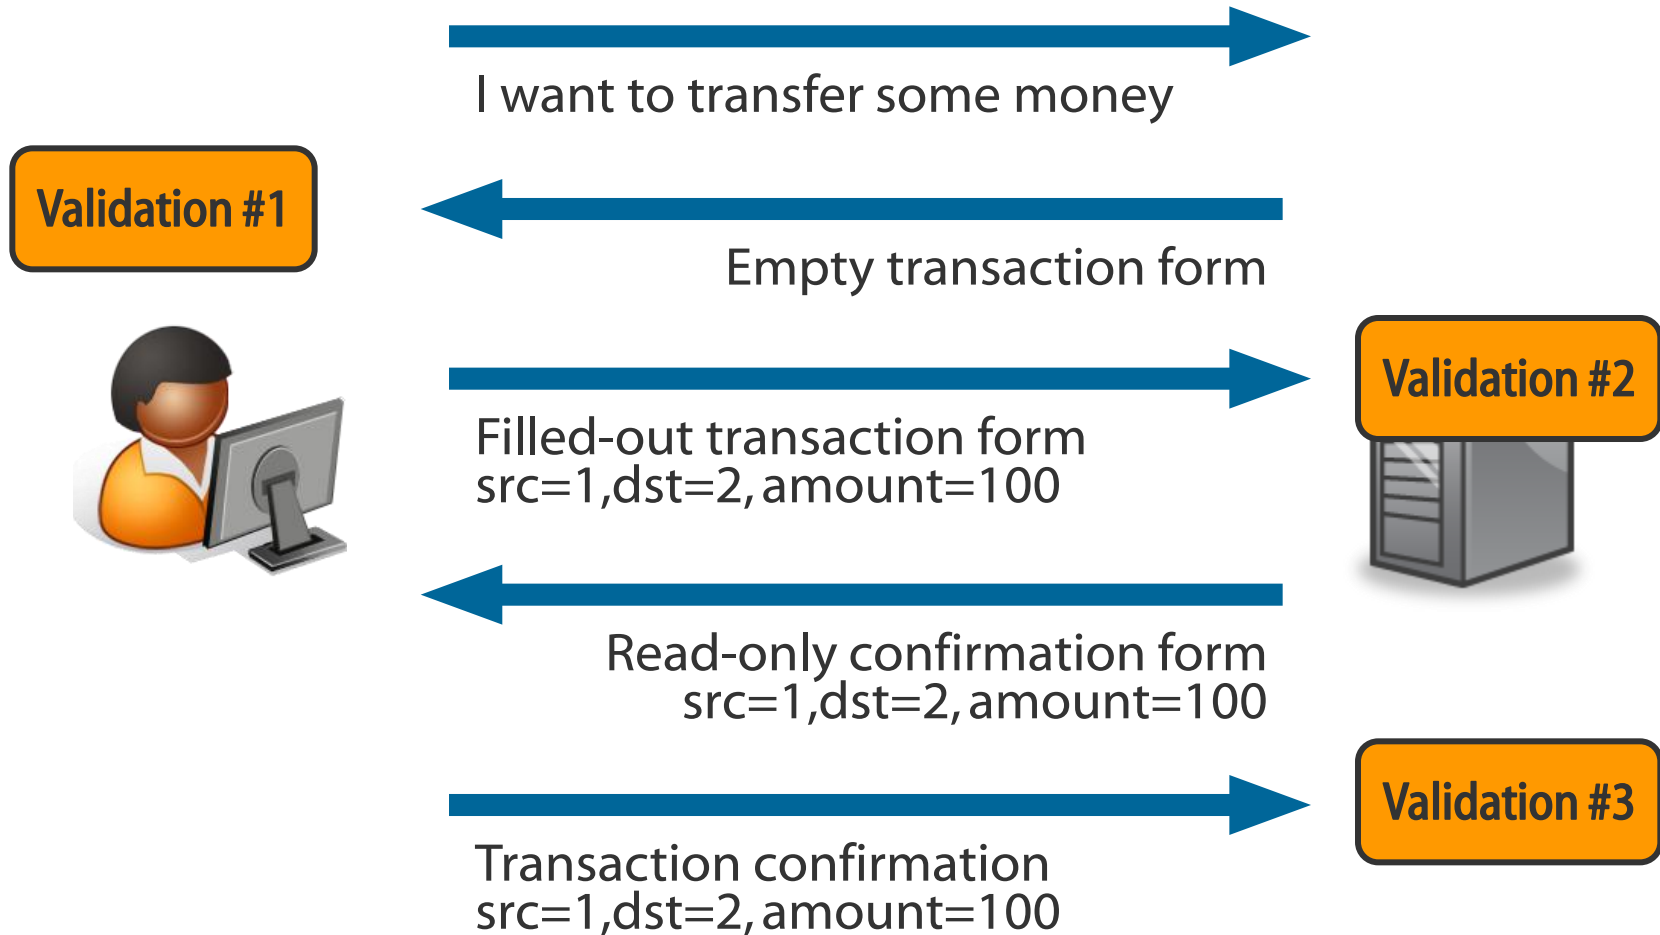 I want to transfer some money
Validation #1
Empty transaction form
Validation #2
Filled-out transaction form
src=1,dst=2, amount=100
Read-only confirmation form
src=1,dst=2, amount=100
Validation #3
Transaction confirmation
src=1,dst=2, amount=100